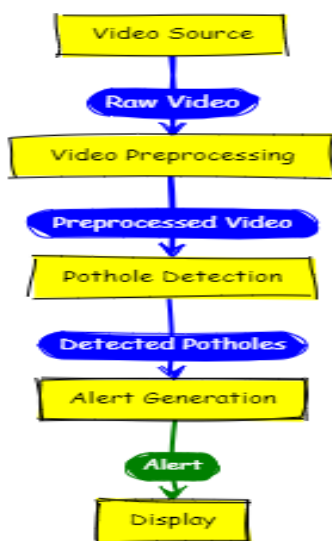 Video Source
Raw Video
Video Preprocessing
Preprocessed Video
Pothole Detection
Detected Potholes
Alert Generation
Alert
Display